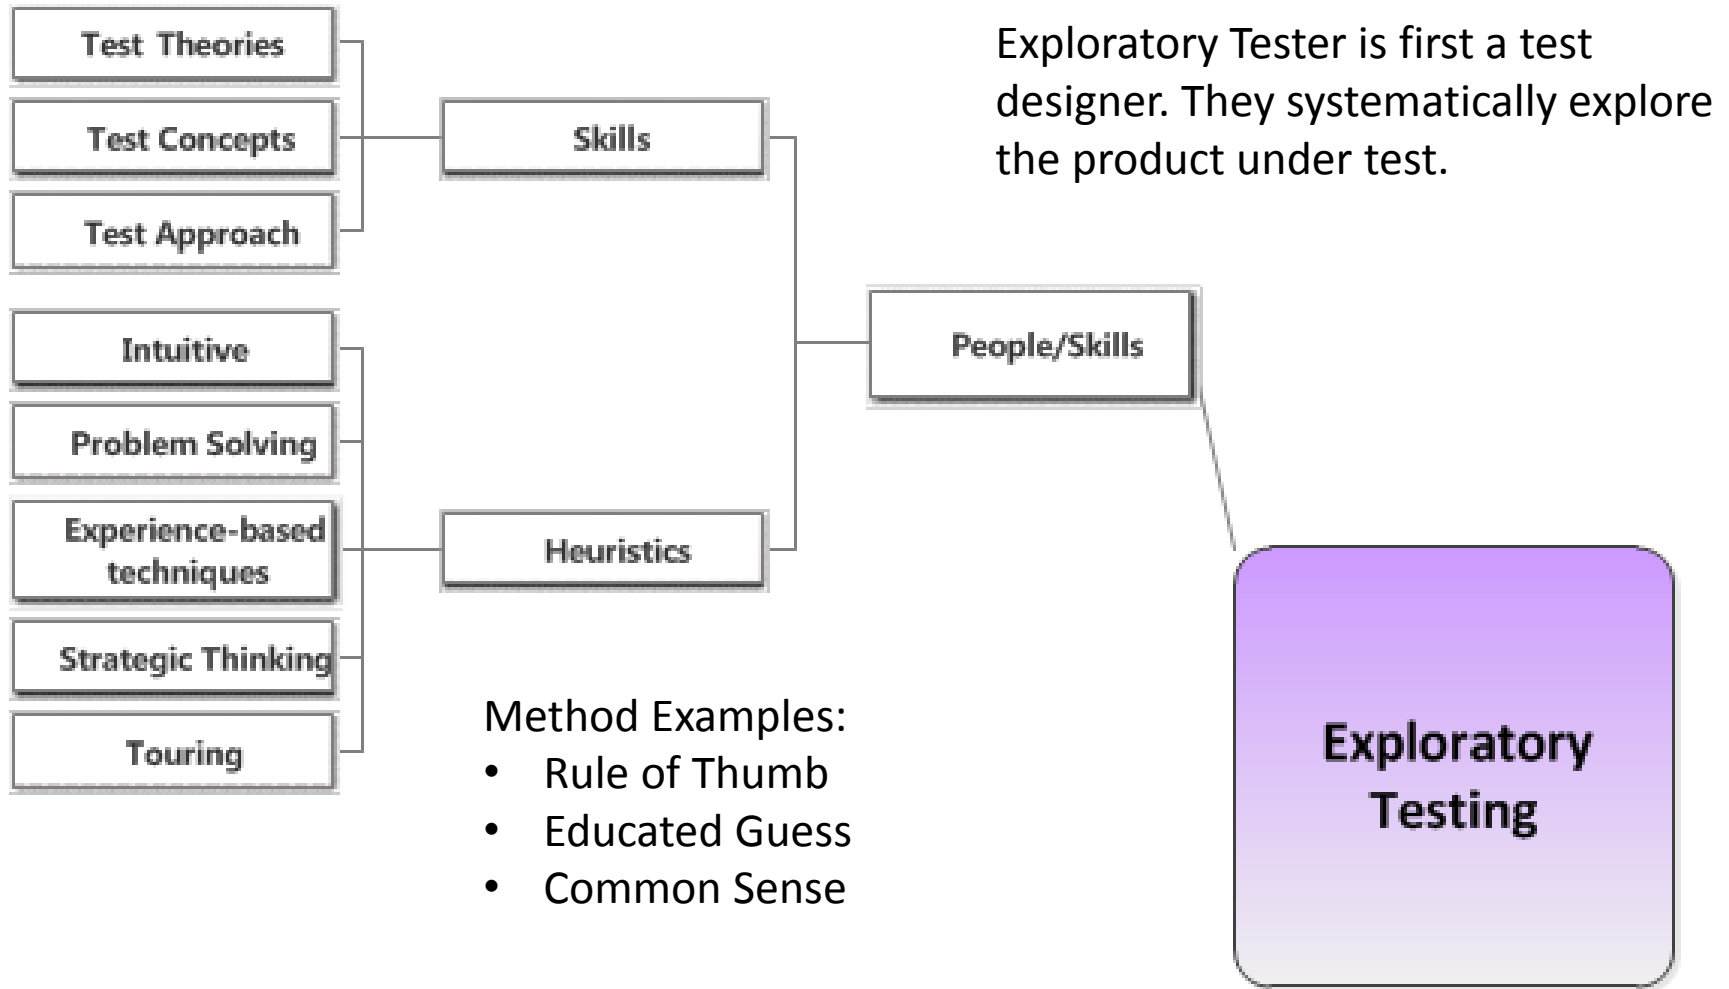 Test Theories
Test Concepts
Test Approach
Skills
Exploratory Tester is first a test
designer. They systematically explore
the product under test.
Intuitive
Problem Solving
Experience-based
techniques
Strategic Thinking
Touring
Heuristics
People/Skills
Method Examples:
• Rule of Thumb
• Educated Guess
• Common Sense
Exploratory
Testing